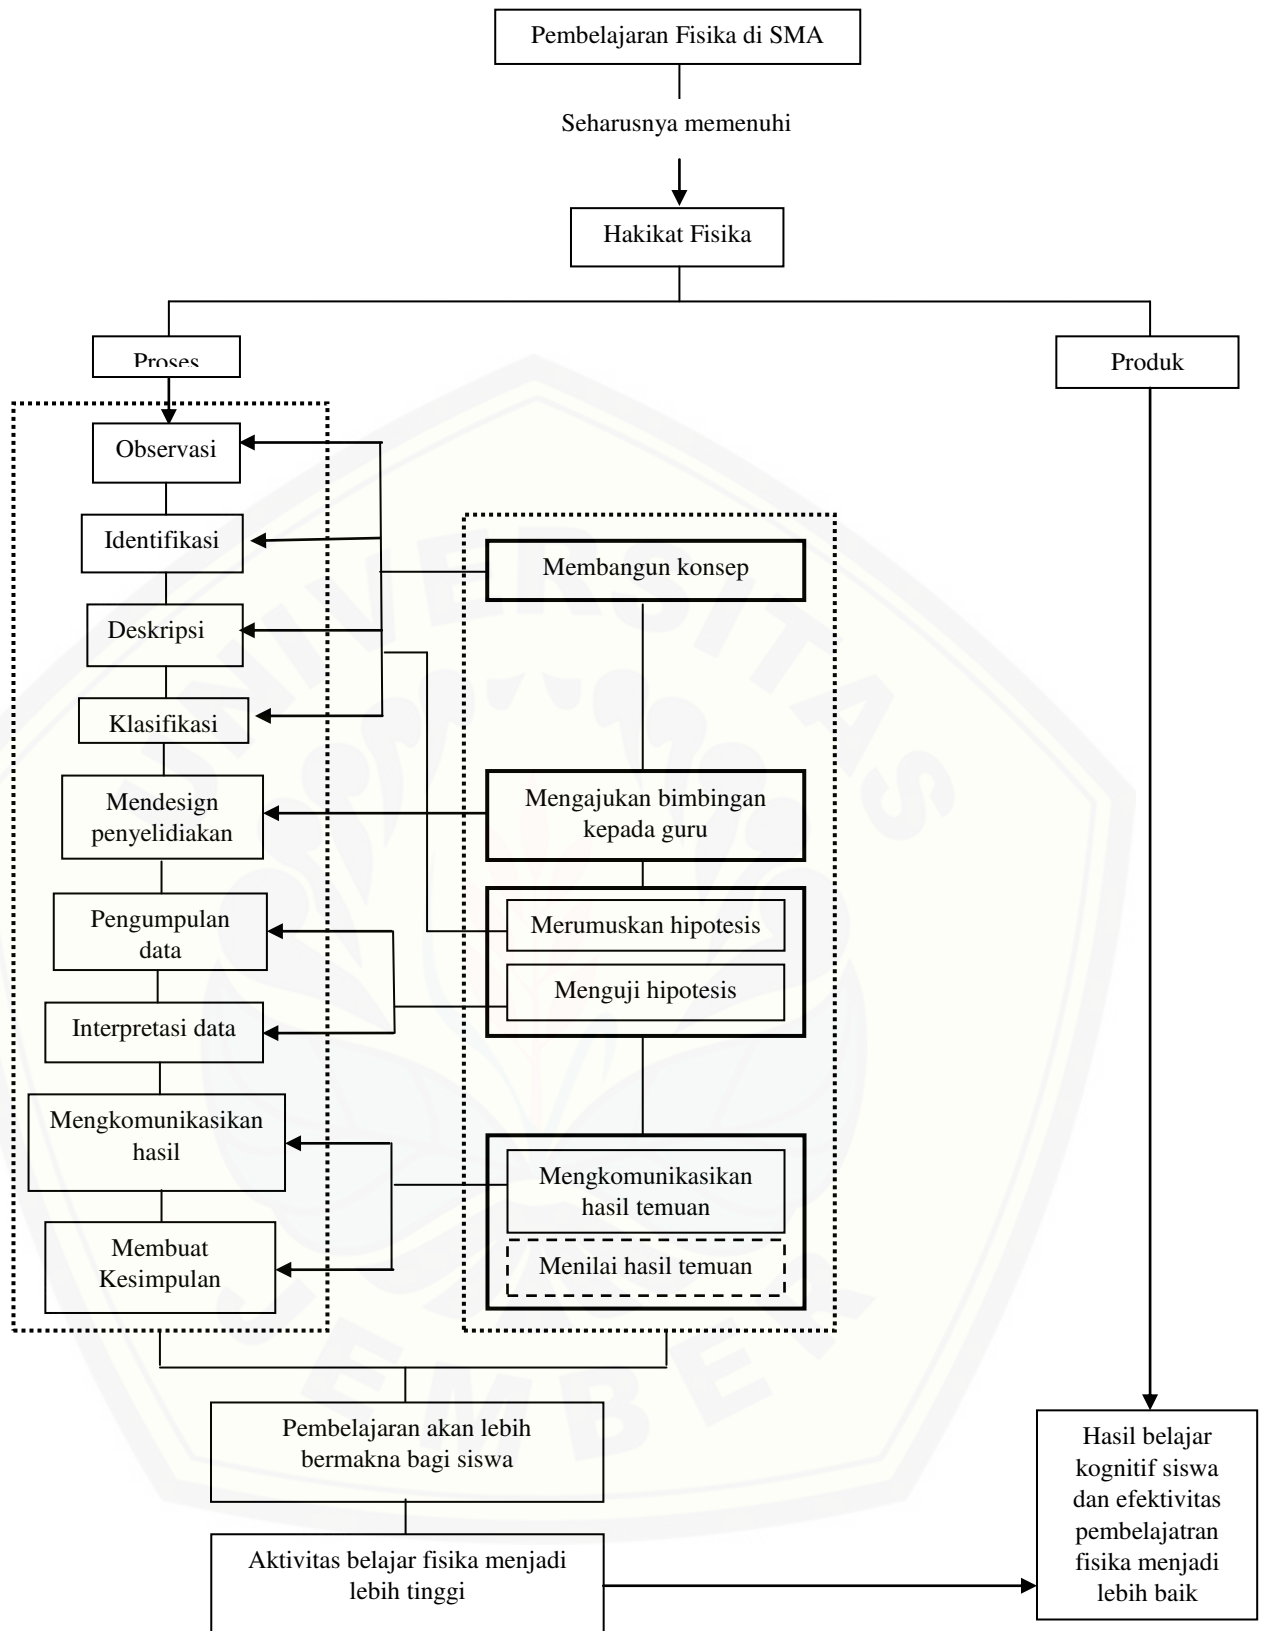 Pembelajaran Fisika di SMA
Seharusnya memenuhi
Hakikat Fisika
Proses
Produk
Observasi
Identifikasi
Deskripsi
Klasifikasi
Mendesign
penyelidiakan
Pengumpulan
data
Interpretasi data
Mengkomunikasikan
hasil
Membuat
Kesimpulan
Membangun konsep
Mengajukan bimbingan
kepada guru
Merumuskan hipotesis
Menguji hipotesis
Mengkomunikasikan
hasil temuan
Menilai hasil temuan
Pembelajaran akan lebih
bermakna bagi siswa
Aktivitas belajar fisika menjadi
lebih tinggi
Hasil belajar
kognitif siswa
dan efektivitas
pembelajatran
fisika menjadi
lebih baik
UNIVERSITAS
JEMBER